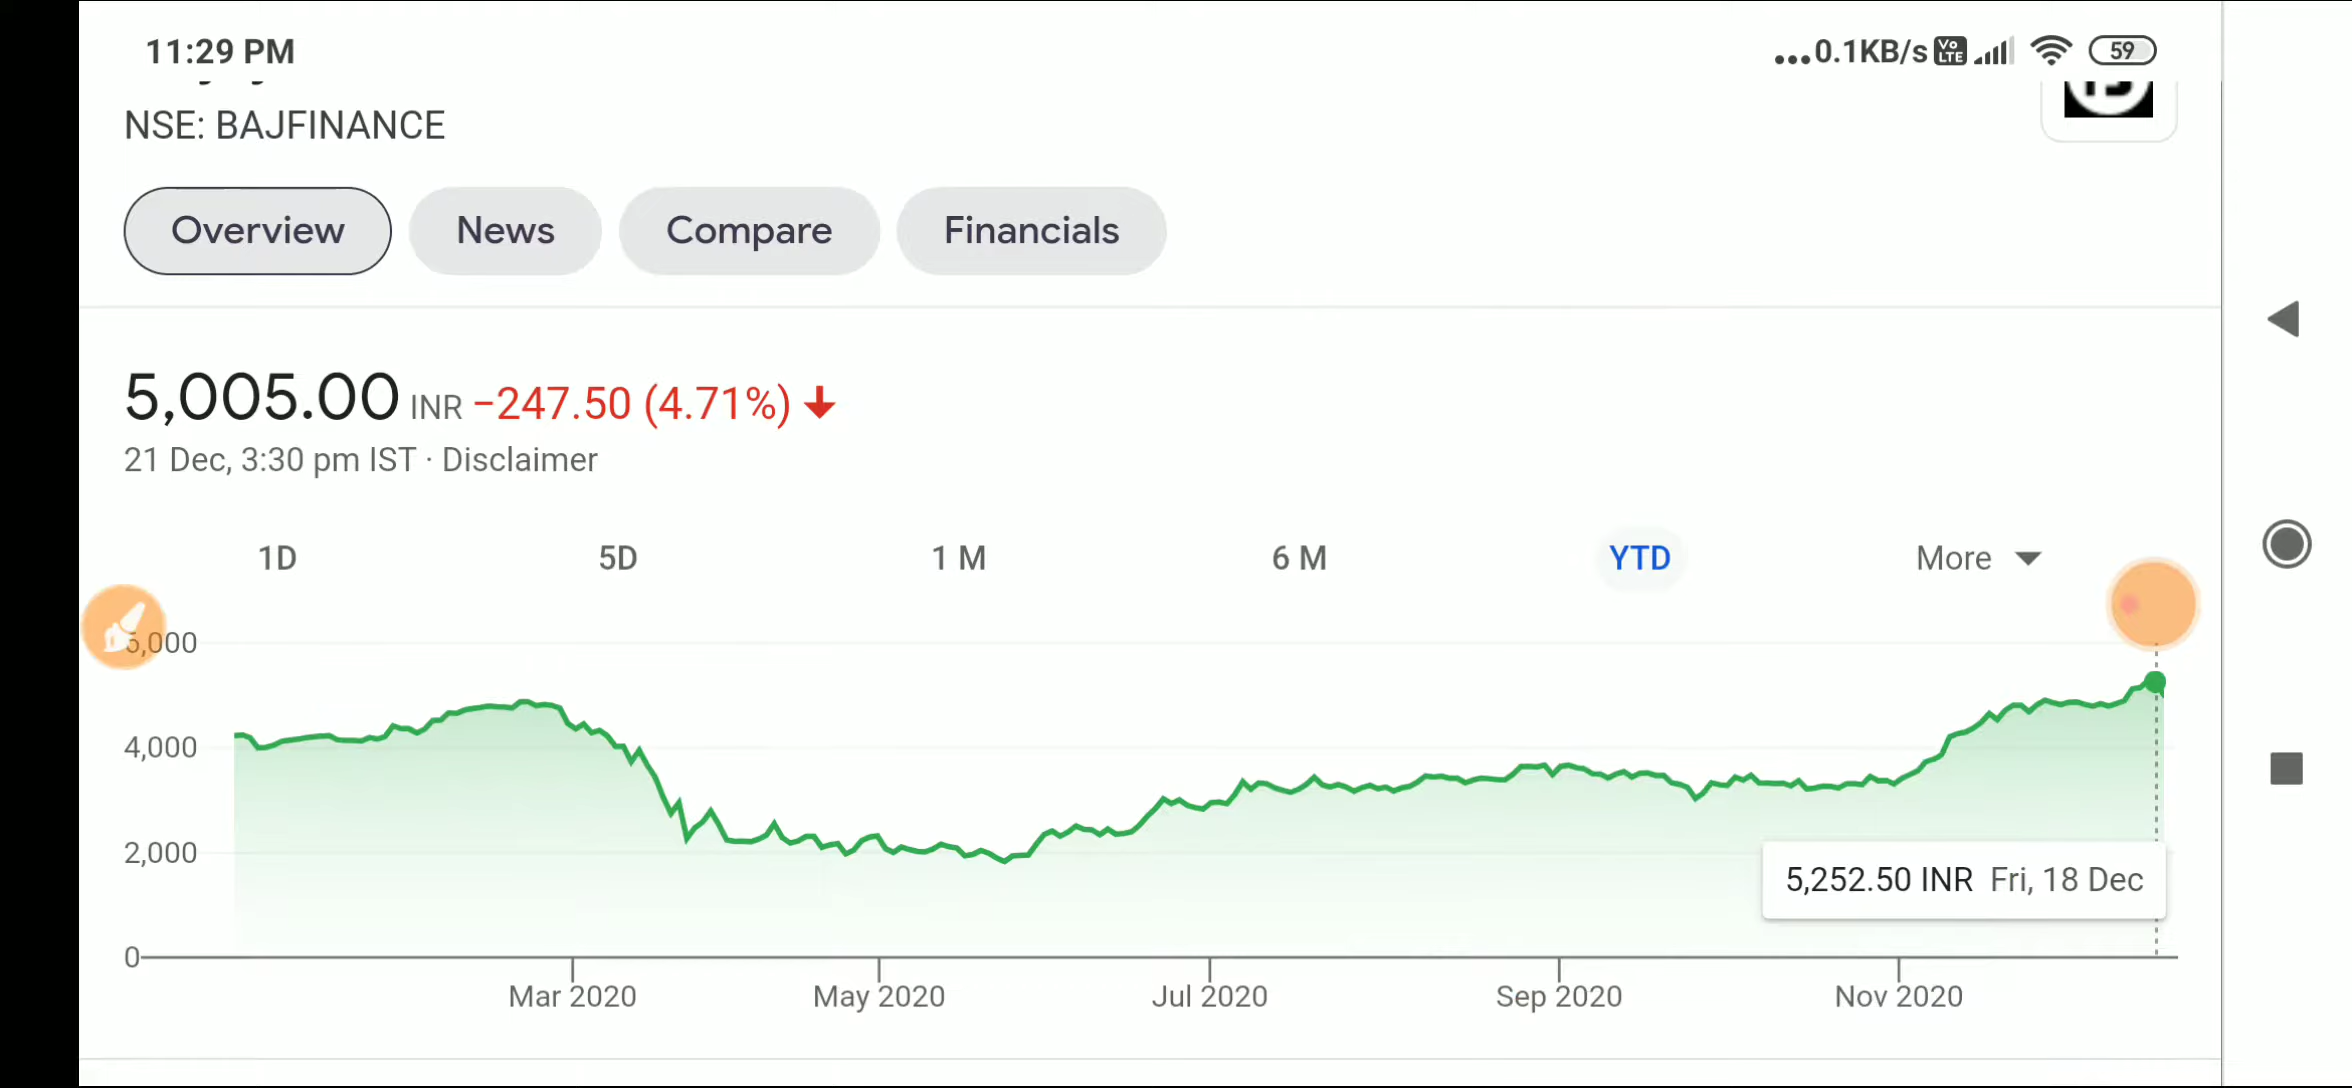 11:29 PM
...0.1KB/s Vo LTE 59
NSE: BAJFINANCE
Overview News Compare Financials
5,005.00 INR −247.50 (4.71%)
21 Dec, 3:30 pm IST · Disclaimer
1D 5D 1 M 6 M YTD More
4,000
2,000
5,252.50 INR Fri, 18 Dec
0
Mar 2020 May 2020 Jul 2020 Sep 2020 Nov 2020